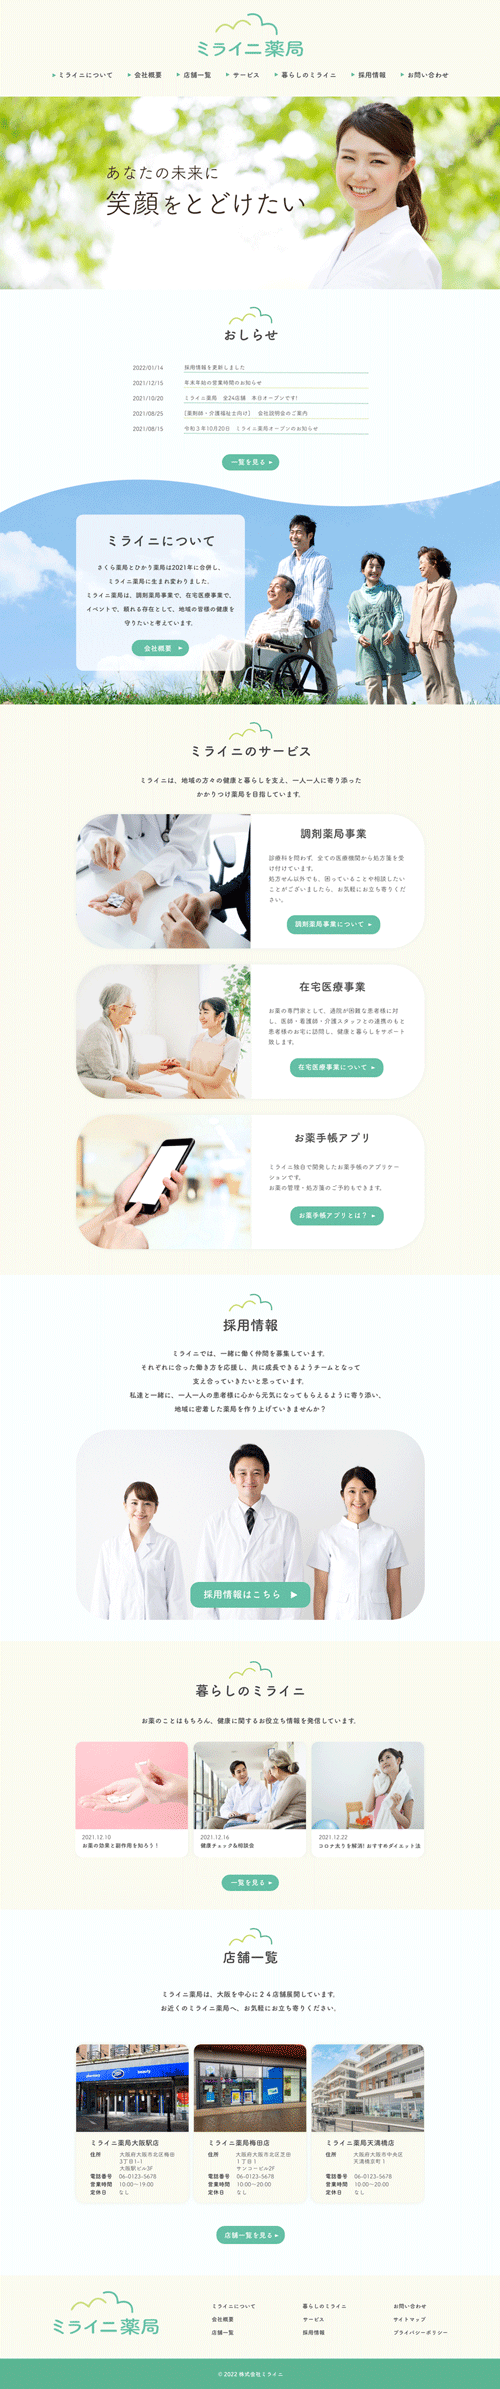 ミライニ薬局
ミライニについて
会社概要
店舗一覧
サービス
暮らしのミライニ
採用情報
お問い合わせ
あなたの未来に
笑顔をとどけたい
おしらせ
2022/01/14 採用情報を更新しました
2021/12/15 年末年始の営業時間のお知らせ
2021/10/20 ミライニ薬局 全24店舗 本日オープンです!
2021/08/25 [薬剤師・介護福祉士向け] 会社説明会のご案内
2021/08/15 令和３年10月20日 ミライニ薬局オープンのお知らせ
一覧を見る
ミライニについて
さくら薬局とひかり薬局は2021年に合併し、
ミライニ薬局に生まれ変わりました。
ミライニ薬局は、調剤薬局事業で、在宅医療事業で、
イベントで、頼れる存在として、地域の皆様の健康を
守りたいと考えています。
会社概要
ミライニのサービス
ミライニは、地域の方々の健康と暮らしを支え、一人一人に寄り添った
かかりつけ薬局を目指しています。
調剤薬局事業
診療科を問わず、全ての医療機関から処方箋を受
け付けています。
処方せん以外でも、困っていることや相談したい
ことがございましたら、お気軽にお立ち寄りくだ
さい。
調剤薬局事業について
在宅医療事業
お薬の専門家として、通院が困難な患者様に対
し、医師・看護師・介護スタッフとの連携のもと
患者様のお宅に訪問し、健康と暮らしをサポート
致します。
在宅医療事業について
お薬手帳アプリ
ミライニ独自で開発したお薬手帳のアプリケー
ションです。
お薬の管理・処方箋のご予約もできます。
お薬手帳アプリとは？
採用情報
ミライニでは、一緒に働く仲間を募集しています。
それぞれに合った働き方を応援し、共に成長できるようチームとなって
支え合っていきたいと思っています。
私達と一緒に、一人一人の患者様に心から元気になってもらえるように寄り添い、
地域に密着した薬局を作り上げていきませんか？
採用情報はこちら
暮らしのミライニ
お薬のことはもちろん、健康に関するお役立ち情報を発信しています。
2021.12.10
お薬の効果と副作用を知ろう！
2021.12.16
健康チェック&相談会
2021.12.22
コロナ太りを解消! おすすめダイエット法
一覧を見る
店舗一覧
ミライニ薬局は、大阪を中心に２４店舗展開しています。
お近くのミライニ薬局へ、お気軽にお立ち寄りください。
ミライニ薬局大阪駅店
住所 大阪府大阪市北区梅田
3丁目1-1
大阪駅ビル3F
電話番号 06-0123-5678
営業時間 10:00〜19:00
定休日 なし
ミライニ薬局梅田店
住所 大阪府大阪市北区芝田
１丁目１
サンコービル2F
電話番号 06-0123-5678
営業時間 10:00〜20:00
定休日 なし
ミライニ薬局天満橋店
住所 大阪府大阪市中央区
天満橋京町１
電話番号 06-0123-5678
営業時間 10:00〜20:00
定休日 なし
店舗一覧を見る
ミライニ薬局
ミライニについて
会社概要
店舗一覧
暮らしのミライニ
サービス
採用情報
お問い合わせ
サイトマップ
プライバシーポリシー
© 2022 株式会社ミライニ